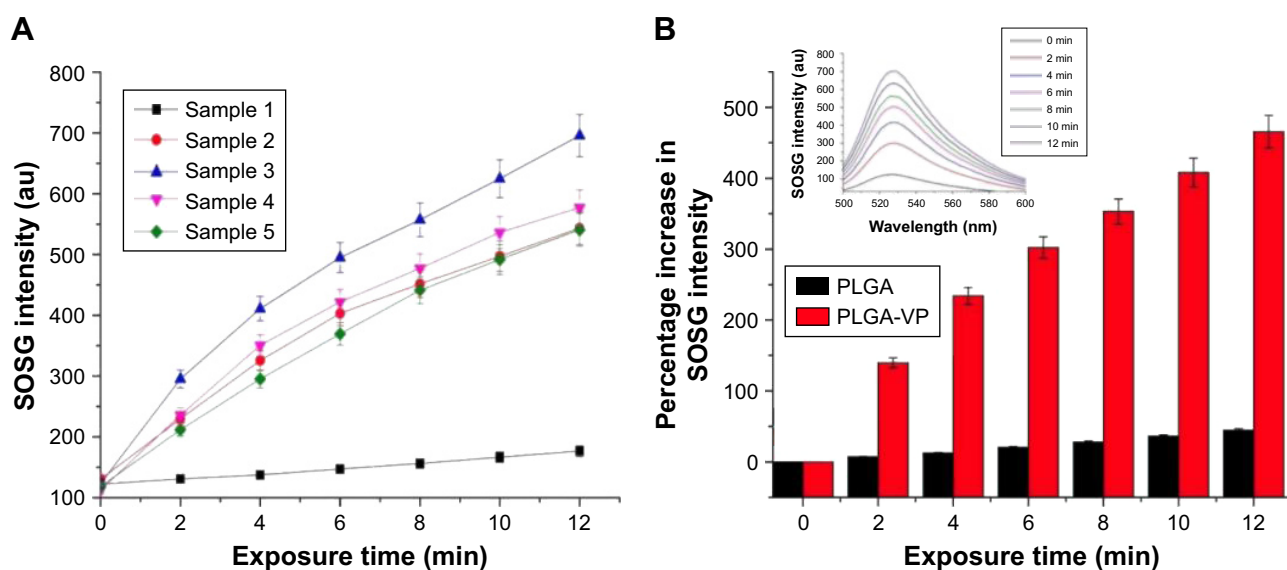 A
SOSG intensity (au)
800
700
600
500
400
300
200
100
Sample 1
Sample 2
Sample 3
Sample 4
Sample 5
0 2 4 6 8 10 12
Exposure time (min)
B
Percentage increase in
SOSG intensity
500
400
300
200
100
0
SOSG intensity (au)
800
700
600
500
400
300
200
100
500 520 540 560 580 600
Wavelength (nm)
0 min
2 min
4 min
6 min
8 min
10 min
12 min
PLGA
PLGA-VP
0 2 4 6 8 10 12
Exposure time (min)